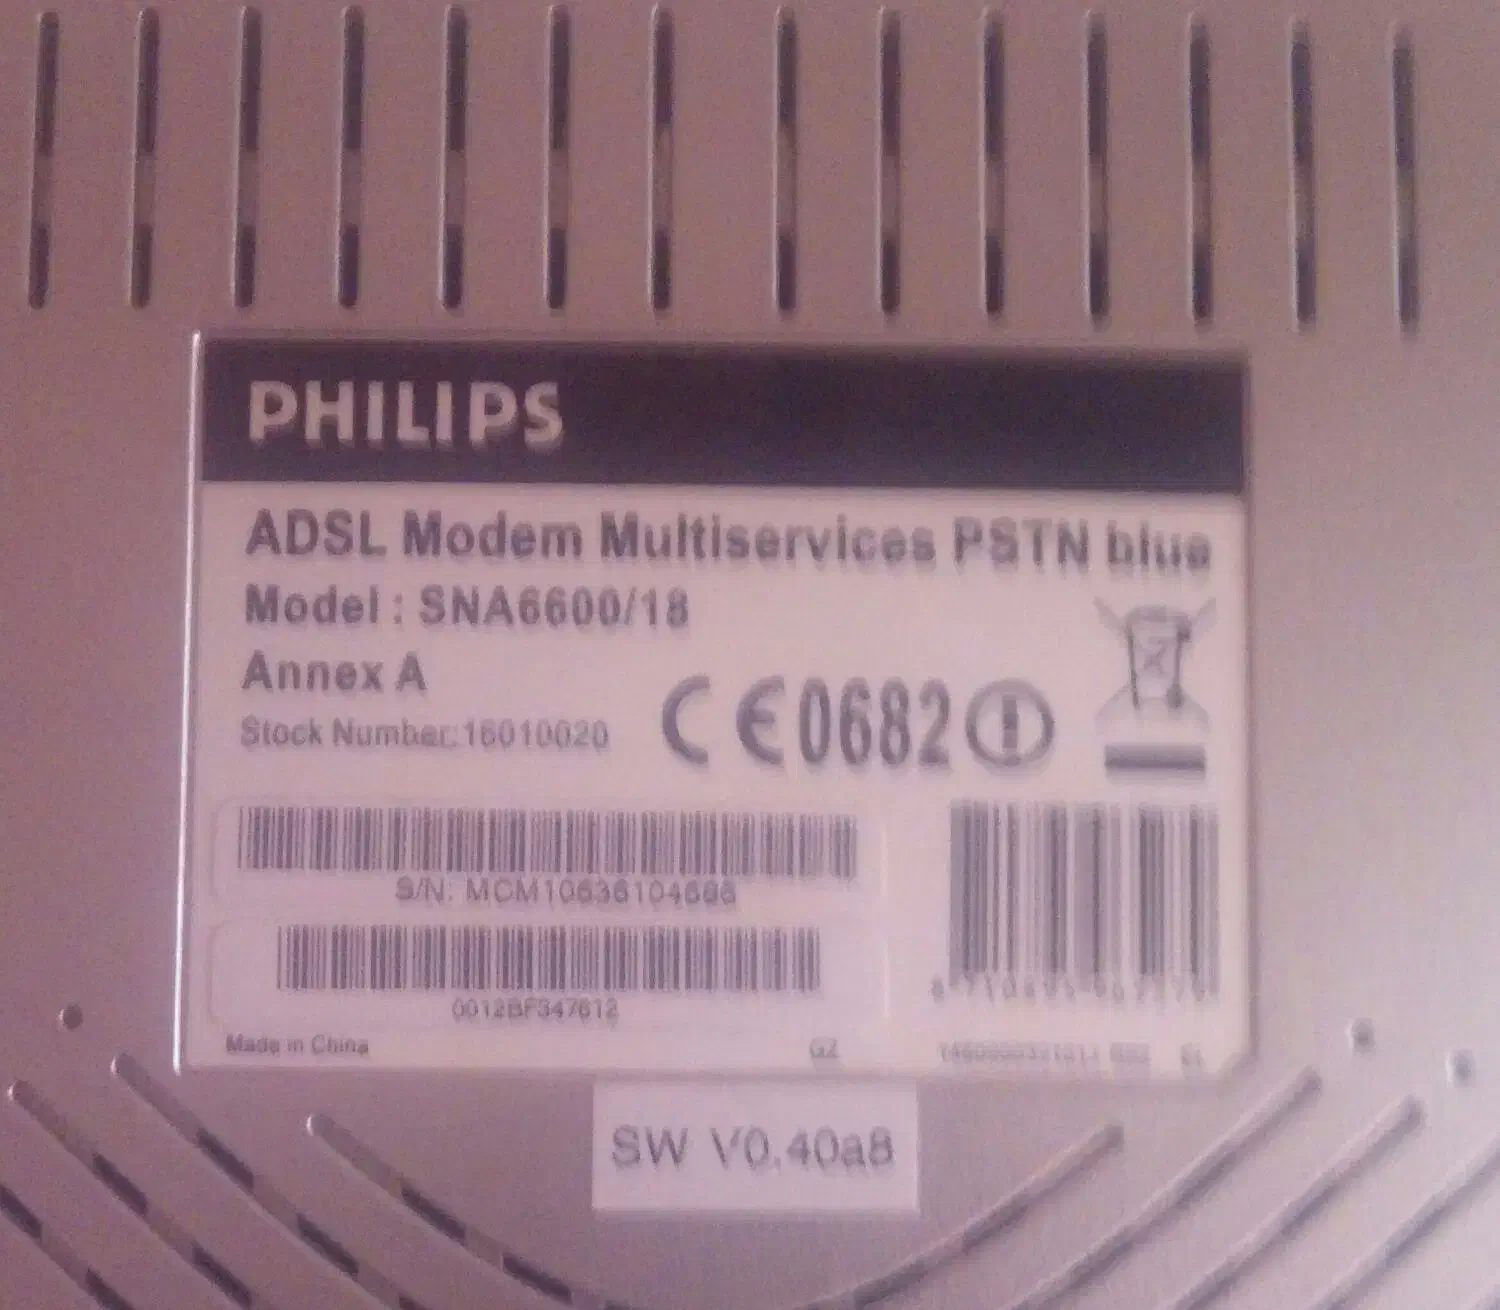 PHILIPS
ADSL Modem Multiservices PSTN blue
Model : SNA6600/18
Annex A
Stock Number:16010020
CE0682
S/N: MCM10636104686
0012BF347612
Made in China
GZ
SW V0.40a8